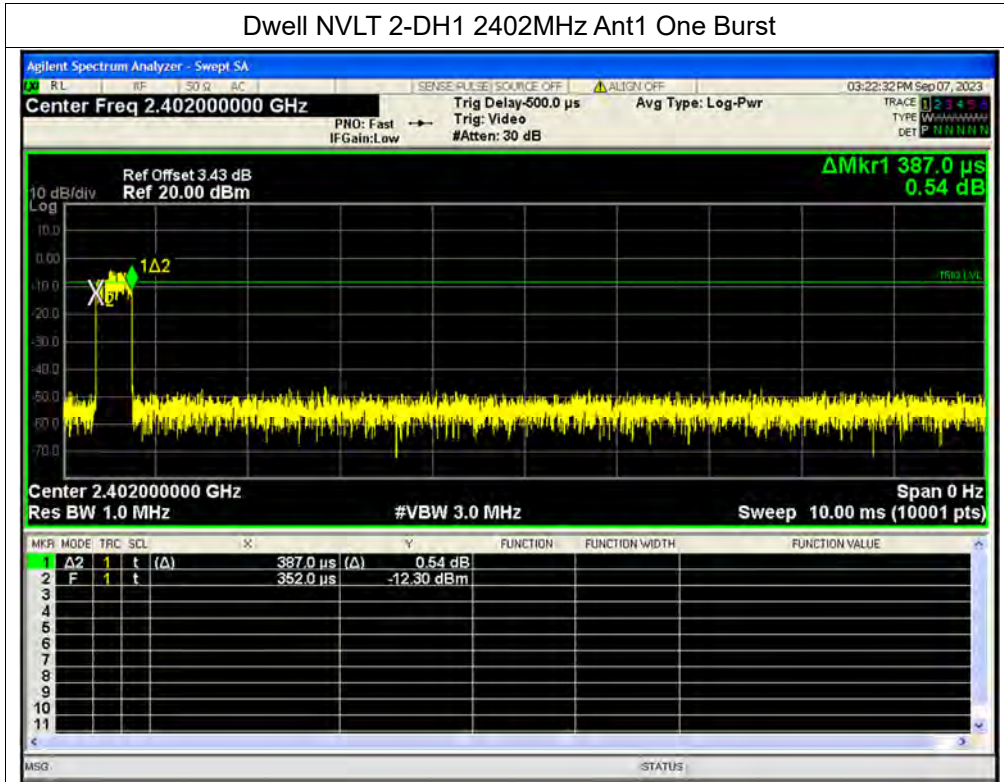 Dwell NVLT 2-DH1 2402MHz Ant1 One Burst
Agilent Spectrum Analyzer - Swept SA
LXI RL RF 50 Ω AC SENSE:PULSE SOURCE OFF ALIGN OFF 03:22:32 PM Sep 07, 2023
Center Freq 2.402000000 GHz Trig Delay-500.0 µs Avg Type: Log-Pwr TRACE 1 2 3 4 5 6
PNO: Fast Trig: Video TYPE W
IFGain:Low #Atten: 30 dB DET P N N N N N
ΔMkr1 387.0 µs
0.54 dB
Ref Offset 3.43 dB
10 dB/div Ref 20.00 dBm
Log
10.0
0.00
1Δ2
TRIG LVL
-10.0
2
-20.0
-30.0
-40.0
-50.0
-60.0
-70.0
Center 2.402000000 GHz Span 0 Hz
Res BW 1.0 MHz #VBW 3.0 MHz Sweep 10.00 ms (10001 pts)
MKR MODE TRC SCL X Y FUNCTION FUNCTION WIDTH FUNCTION VALUE
1 Δ2 1 t (Δ) 387.0 µs (Δ) 0.54 dB
2 F 1 t 352.0 µs -12.30 dBm
3
4
5
6
7
8
9
10
11
MSG STATUS